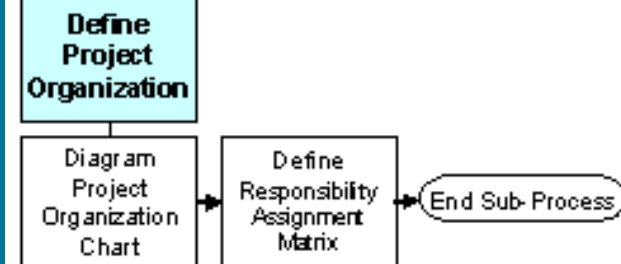 Define
Project
Organization
Diagram
Project
Organization
Chart
Define
Responsibility
Assignment
Matrix
End Sub-Process